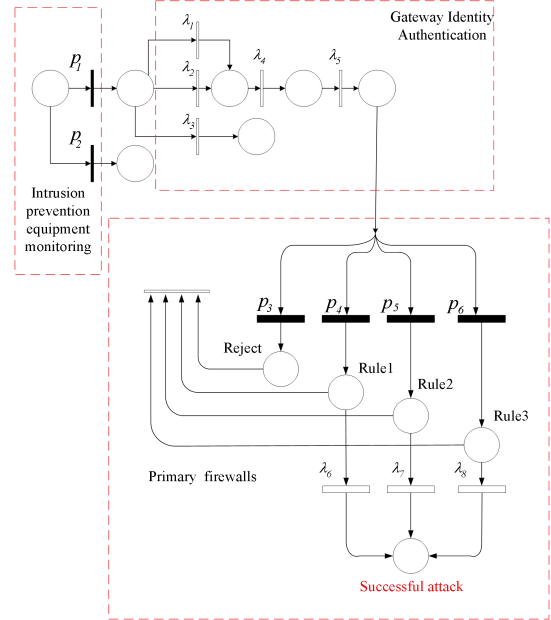 Gateway Identity
Authentication
λ1
p1
λ2
λ4
λ5
λ3
p2
Intrusion
prevention
equipment
monitoring
p3
p4
p5
p6
Reject
Rule1
Rule2
Rule3
Primary firewalls
λ6
λ7
λ8
Successful attack